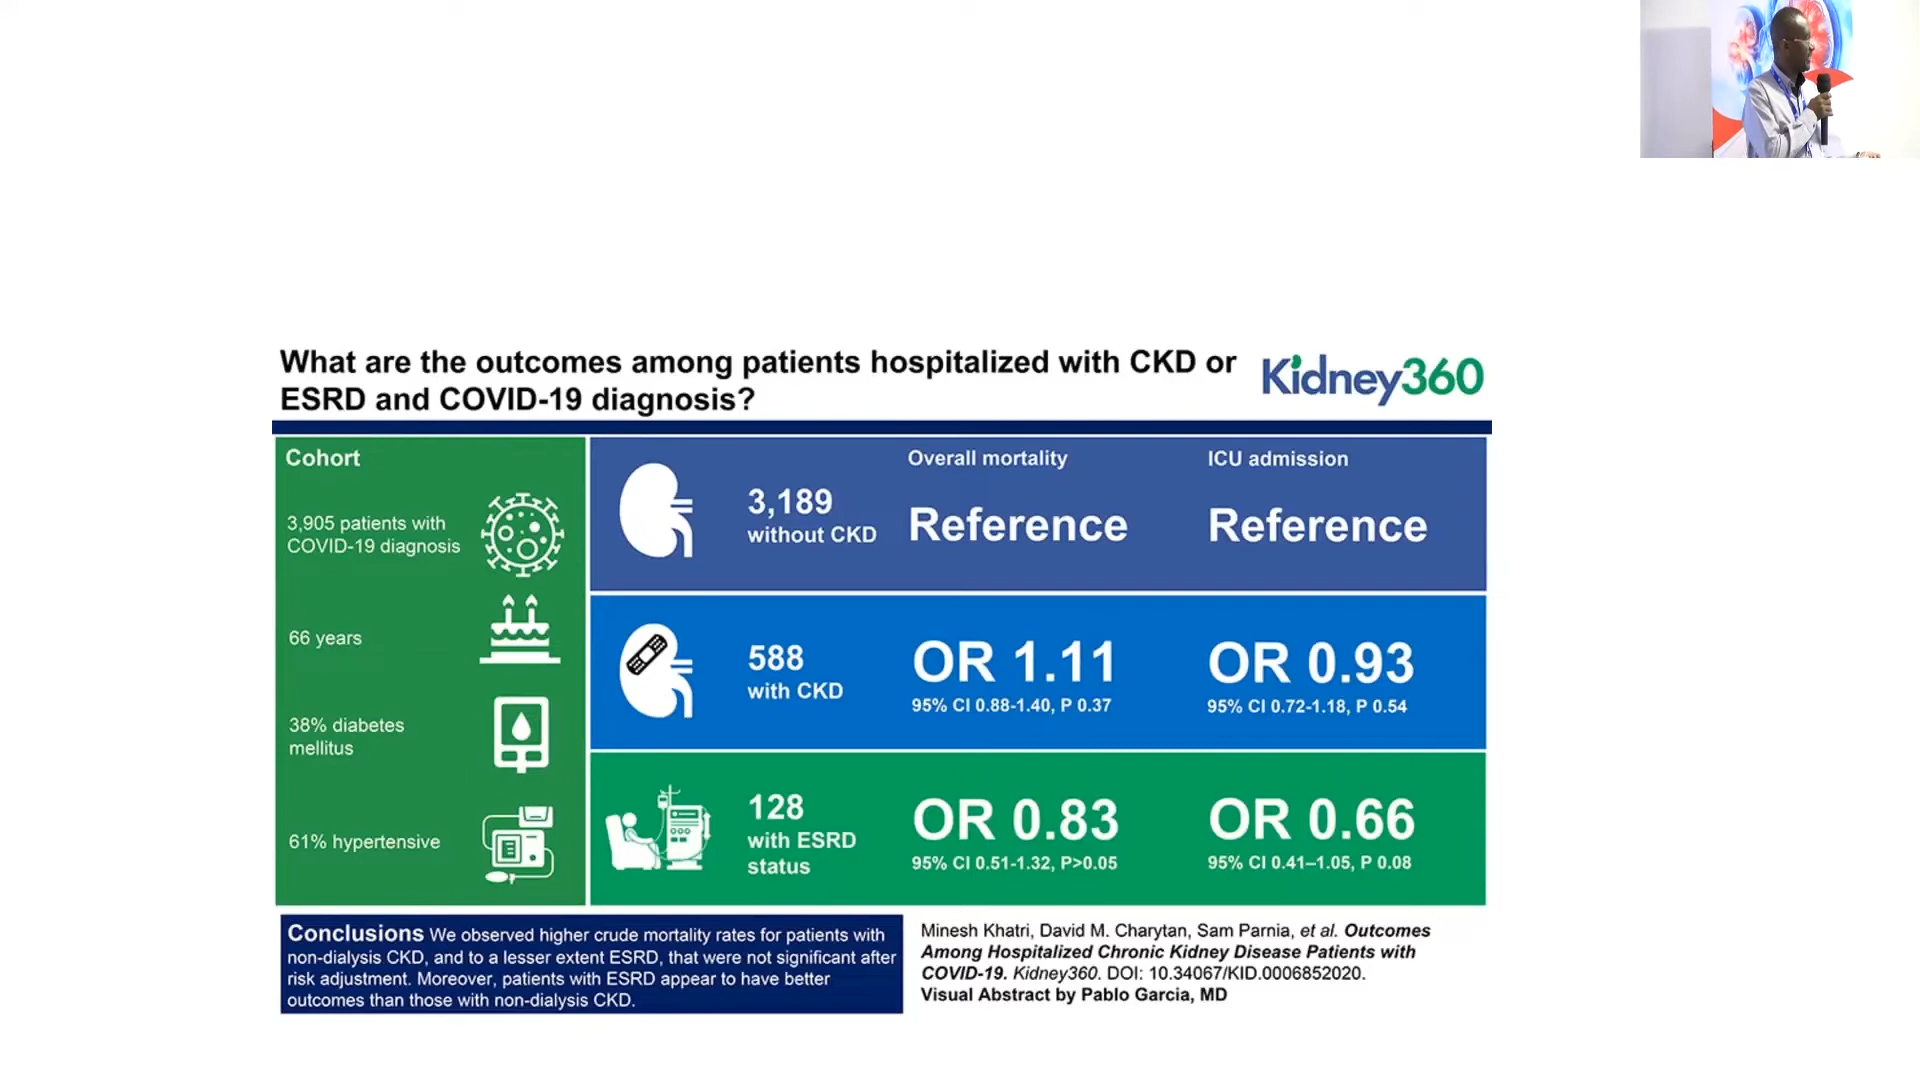 What are the outcomes among patients hospitalized with CKD or
ESRD and COVID-19 diagnosis?
Kidney360
Cohort
3,905 patients with
COVID-19 diagnosis
66 years
38% diabetes
mellitus
61% hypertensive
Overall mortality
ICU admission
3,189
without CKD
Reference
Reference
588
with CKD
OR 1.11
95% CI 0.88-1.40, P 0.37
OR 0.93
95% CI 0.72-1.18, P 0.54
128
with ESRD
status
OR 0.83
95% CI 0.51-1.32, P>0.05
OR 0.66
95% CI 0.41–1.05, P 0.08
Conclusions We observed higher crude mortality rates for patients with
non-dialysis CKD, and to a lesser extent ESRD, that were not significant after
risk adjustment. Moreover, patients with ESRD appear to have better
outcomes than those with non-dialysis CKD.
Minesh Khatri, David M. Charytan, Sam Parnia, et al. Outcomes
Among Hospitalized Chronic Kidney Disease Patients with
COVID-19. Kidney360. DOI: 10.34067/KID.0006852020.
Visual Abstract by Pablo Garcia, MD